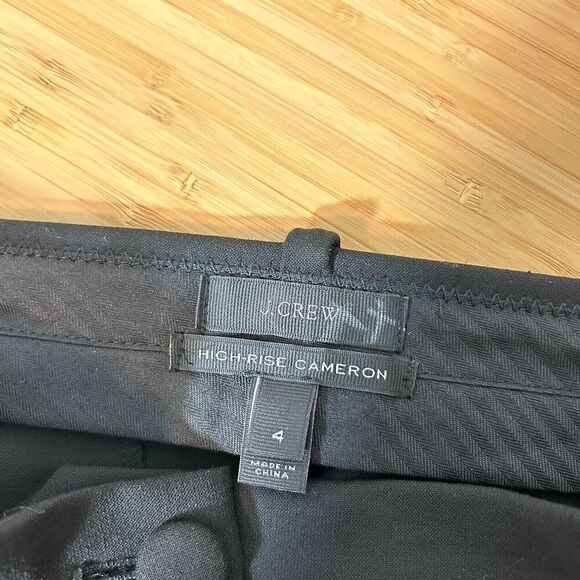 J.CREW
HIGH-RISE CAMERON
4
MADE IN
CHINA